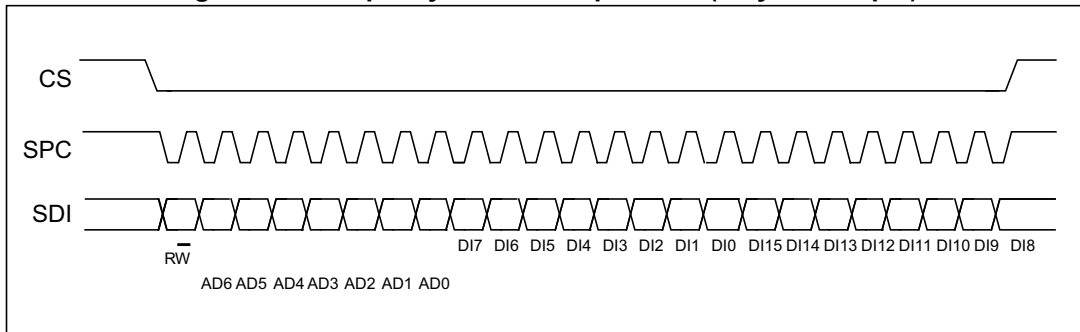 CS
SPC
SDI
RW
DI7 DI6 DI5 DI4 DI3 DI2 DI1 DI0 DI15 DI14 DI13 DI12 DI11 DI10 DI9 DI8
AD6 AD5 AD4 AD3 AD2 AD1 AD0